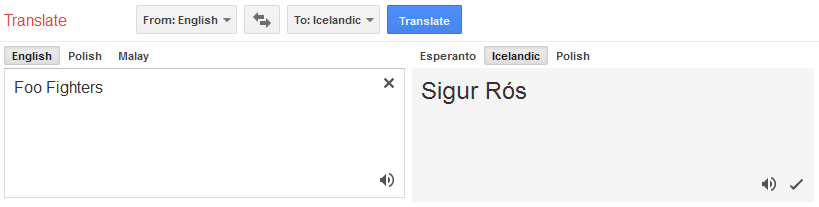 Translate From: English To: Icelandic Translate
English Polish Malay Esperanto Icelandic Polish
Foo Fighters
Sigur Rós